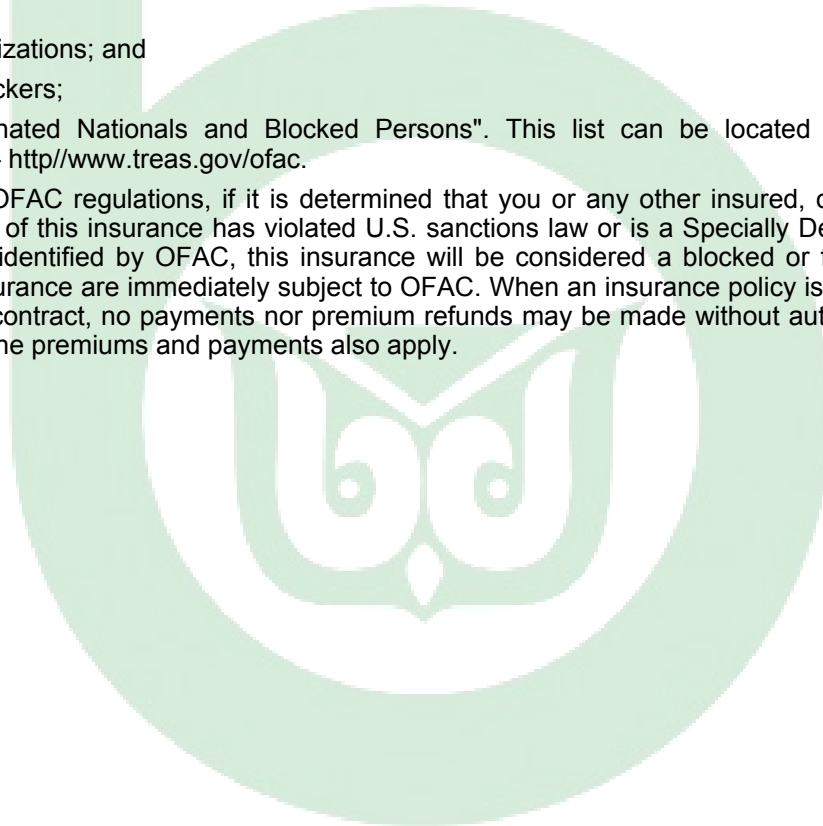 izations; and
ckers;
nated Nationals and Blocked Persons". This list can be located
http//www.treas.gov/ofac.
OFAC regulations, if it is determined that you or any other insured,
of this insurance has violated U.S. sanctions law or is a Specially De
identified by OFAC, this insurance will be considered a blocked or
urance are immediately subject to OFAC. When an insurance policy is
contract, no payments nor premium refunds may be made without aut
he premiums and payments also apply.